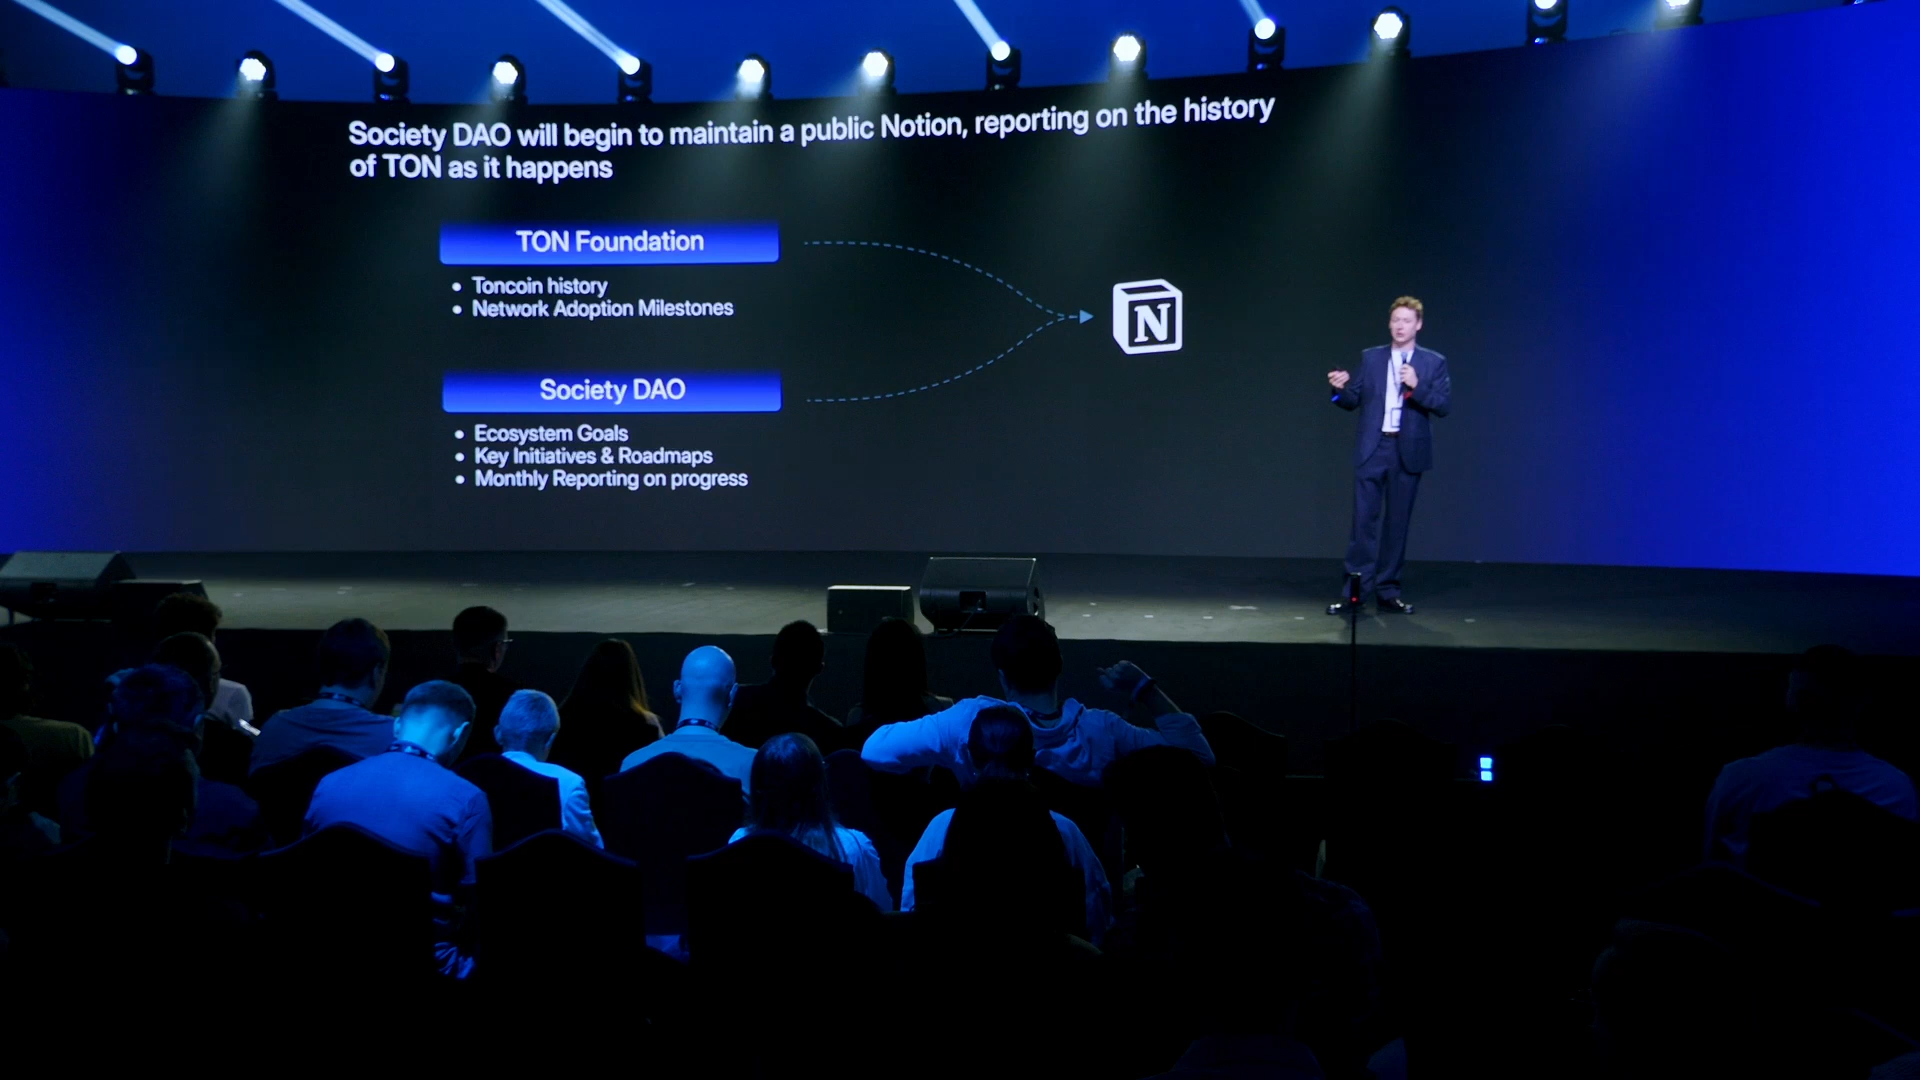 Society DAO will begin to maintain a public Notion, reporting on the history
of TON as it happens
TON Foundation
• Toncoin history
• Network Adoption Milestones
N
Society DAO
• Ecosystem Goals
• Key Initiatives & Roadmaps
• Monthly Reporting on progress